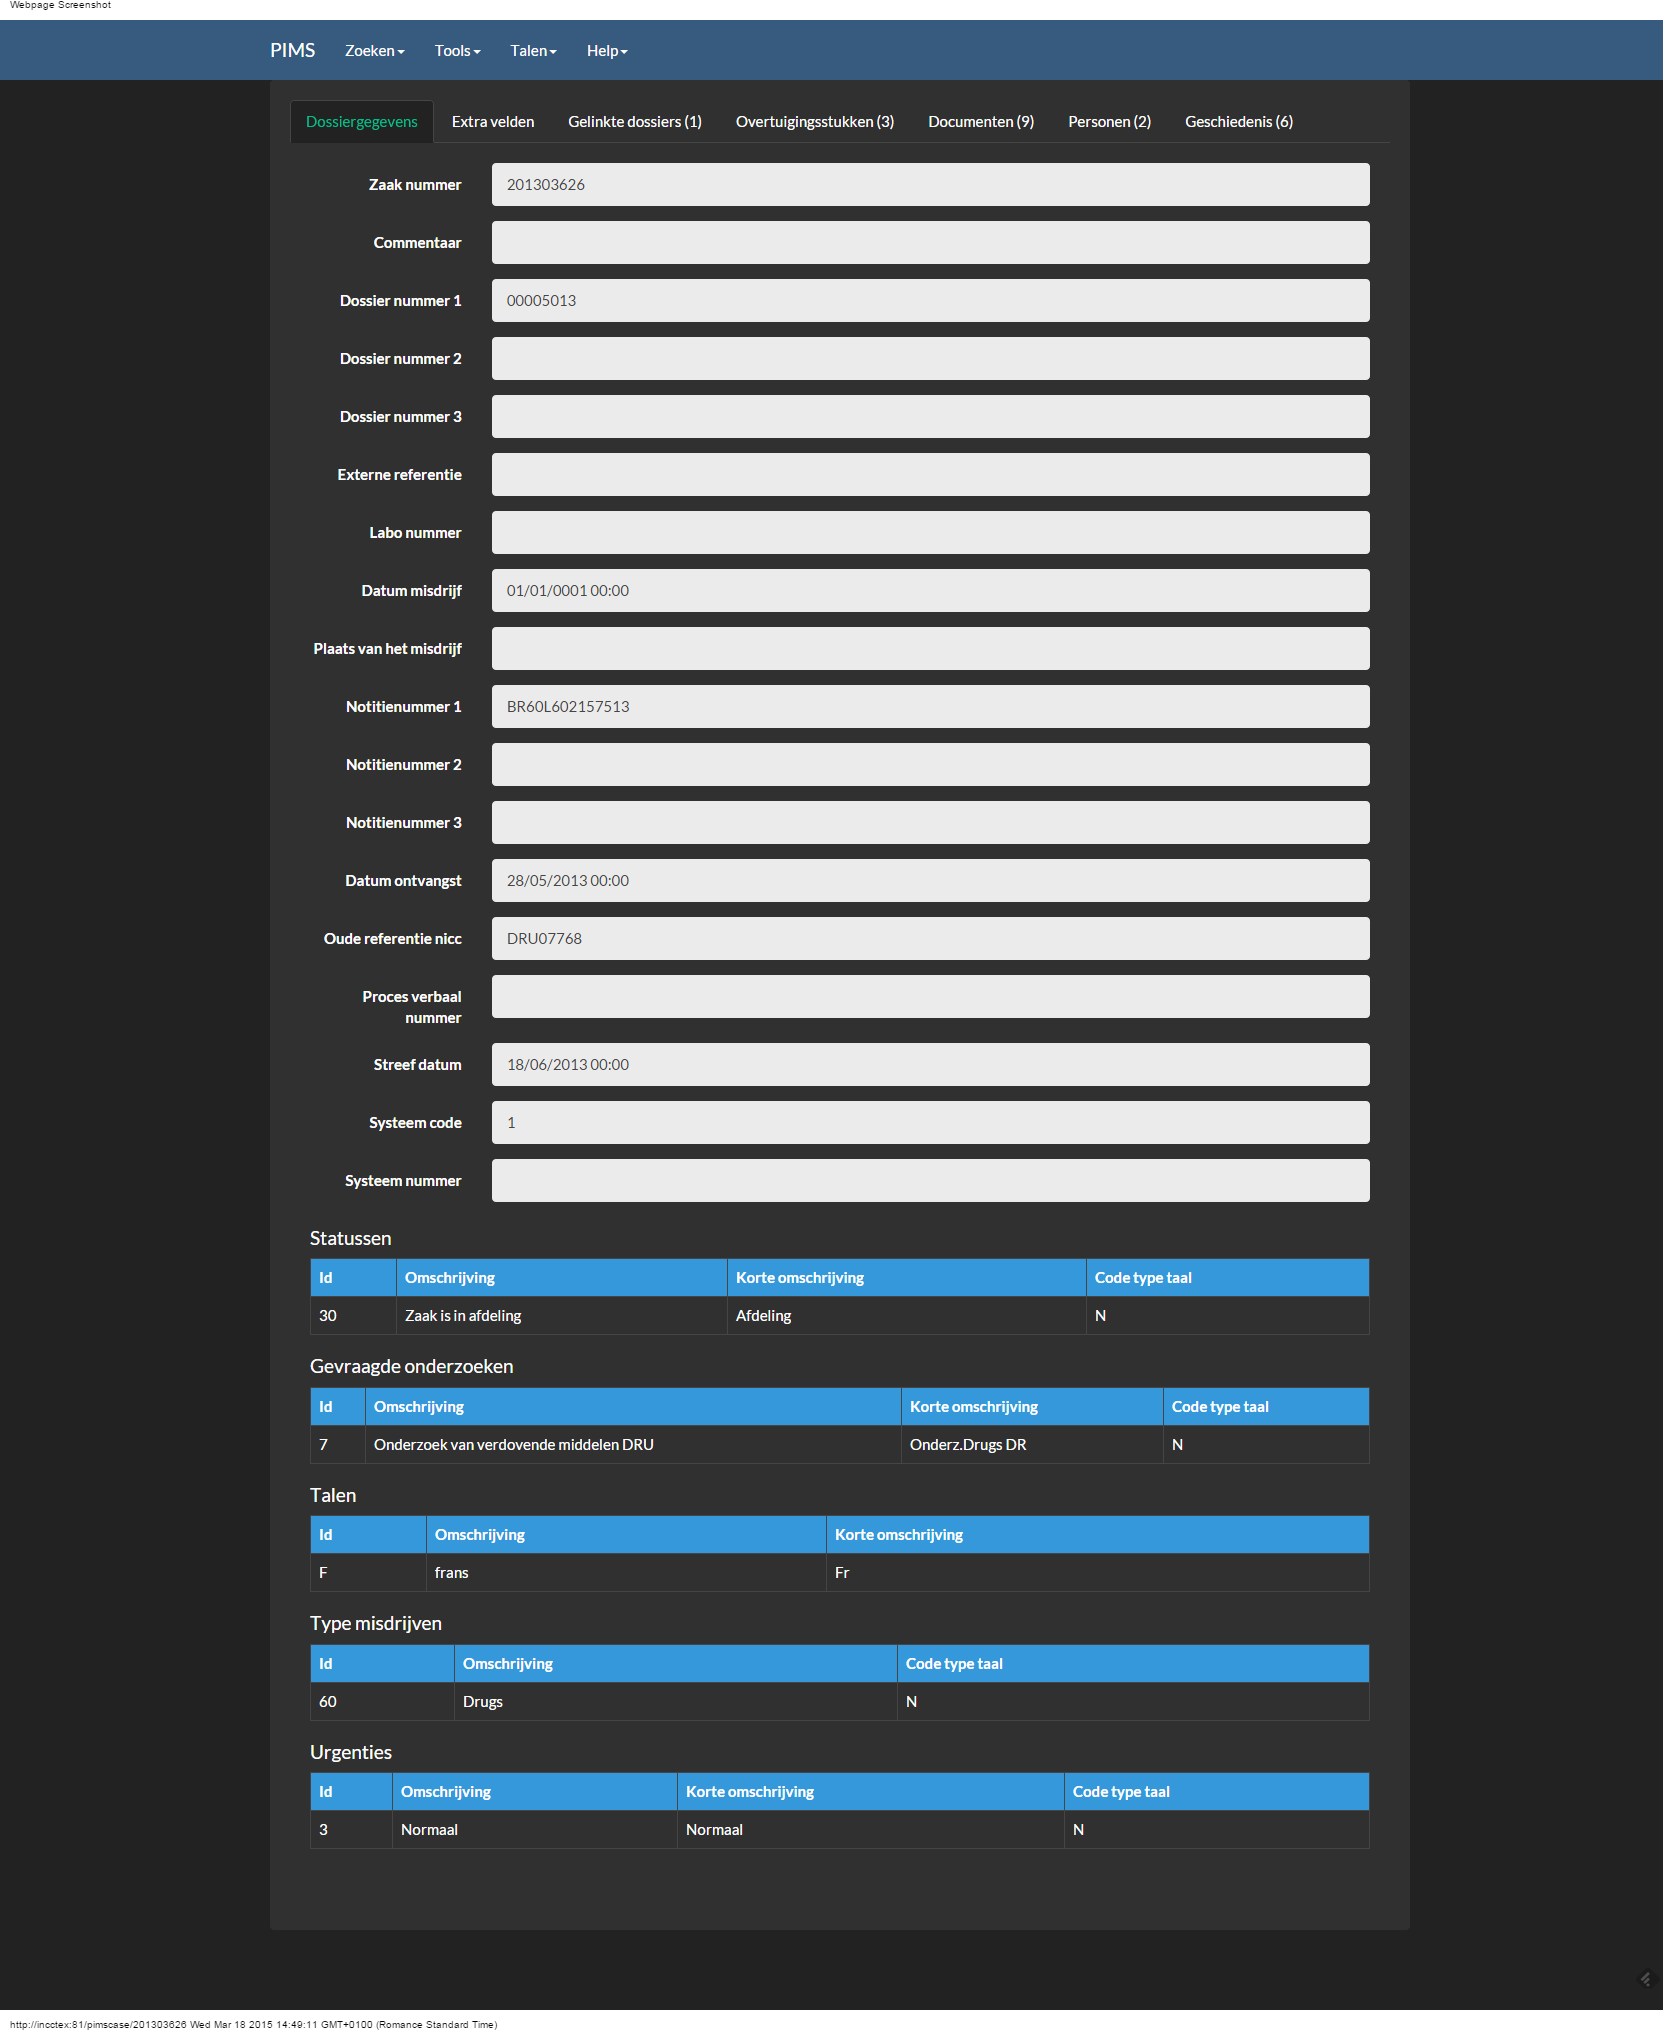 Webpage Screenshot
PIMS Zoeken Tools Talen Help
Dossiergegevens Extra velden Gelinkte dossiers (1) Overtuigingsstukken (3) Documenten (9) Personen (2) Geschiedenis (6)
Zaak nummer 201303626
Commentaar
Dossier nummer 1 00005013
Dossier nummer 2
Dossier nummer 3
Externe referentie
Labo nummer
Datum misdrijf 01/01/0001 00:00
Plaats van het misdrijf
Notitienummer 1 BR60L602157513
Notitienummer 2
Notitienummer 3
Datum ontvangst 28/05/2013 00:00
Oude referentie nicc DRU07768
Proces verbaal
nummer
Streef datum 18/06/2013 00:00
Systeem code 1
Systeem nummer
Statussen
Id Omschrijving Korte omschrijving Code type taal
30 Zaak is in afdeling Afdeling N
Gevraagde onderzoeken
Id Omschrijving Korte omschrijving Code type taal
7 Onderzoek van verdovende middelen DRU Onderz.Drugs DR N
Talen
Id Omschrijving Korte omschrijving
F frans Fr
Type misdrijven
Id Omschrijving Code type taal
60 Drugs N
Urgenties
Id Omschrijving Korte omschrijving Code type taal
3 Normaal Normaal N
http://incctex:81/pimscase/201303626 Wed Mar 18 2015 14:49:11 GMT+0100 (Romance Standard Time)